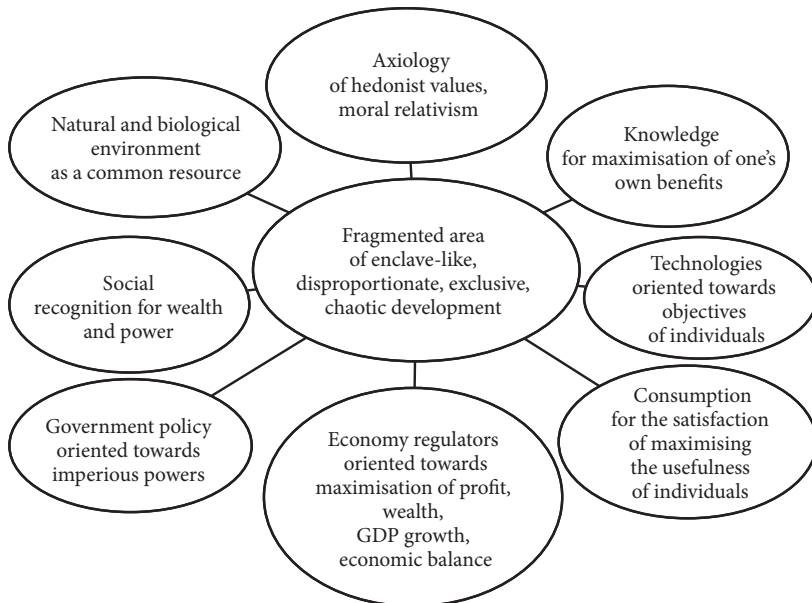 Axiology
of hedonist values,
moral relativism
Natural and biological
environment
as a common resource
Knowledge
for maximisation of one's
own benefits
Fragmented area
of enclave-like,
disproportionate, exclusive,
chaotic development
Social
recognition for wealth
and power
Technologies
oriented towards
objectives
of individuals
Government policy
oriented towards
imperious powers
Economy regulators
oriented towards
maximisation of profit,
wealth,
GDP growth,
economic balance
Consumption
for the satisfaction
of maximising
the usefulness
of individuals